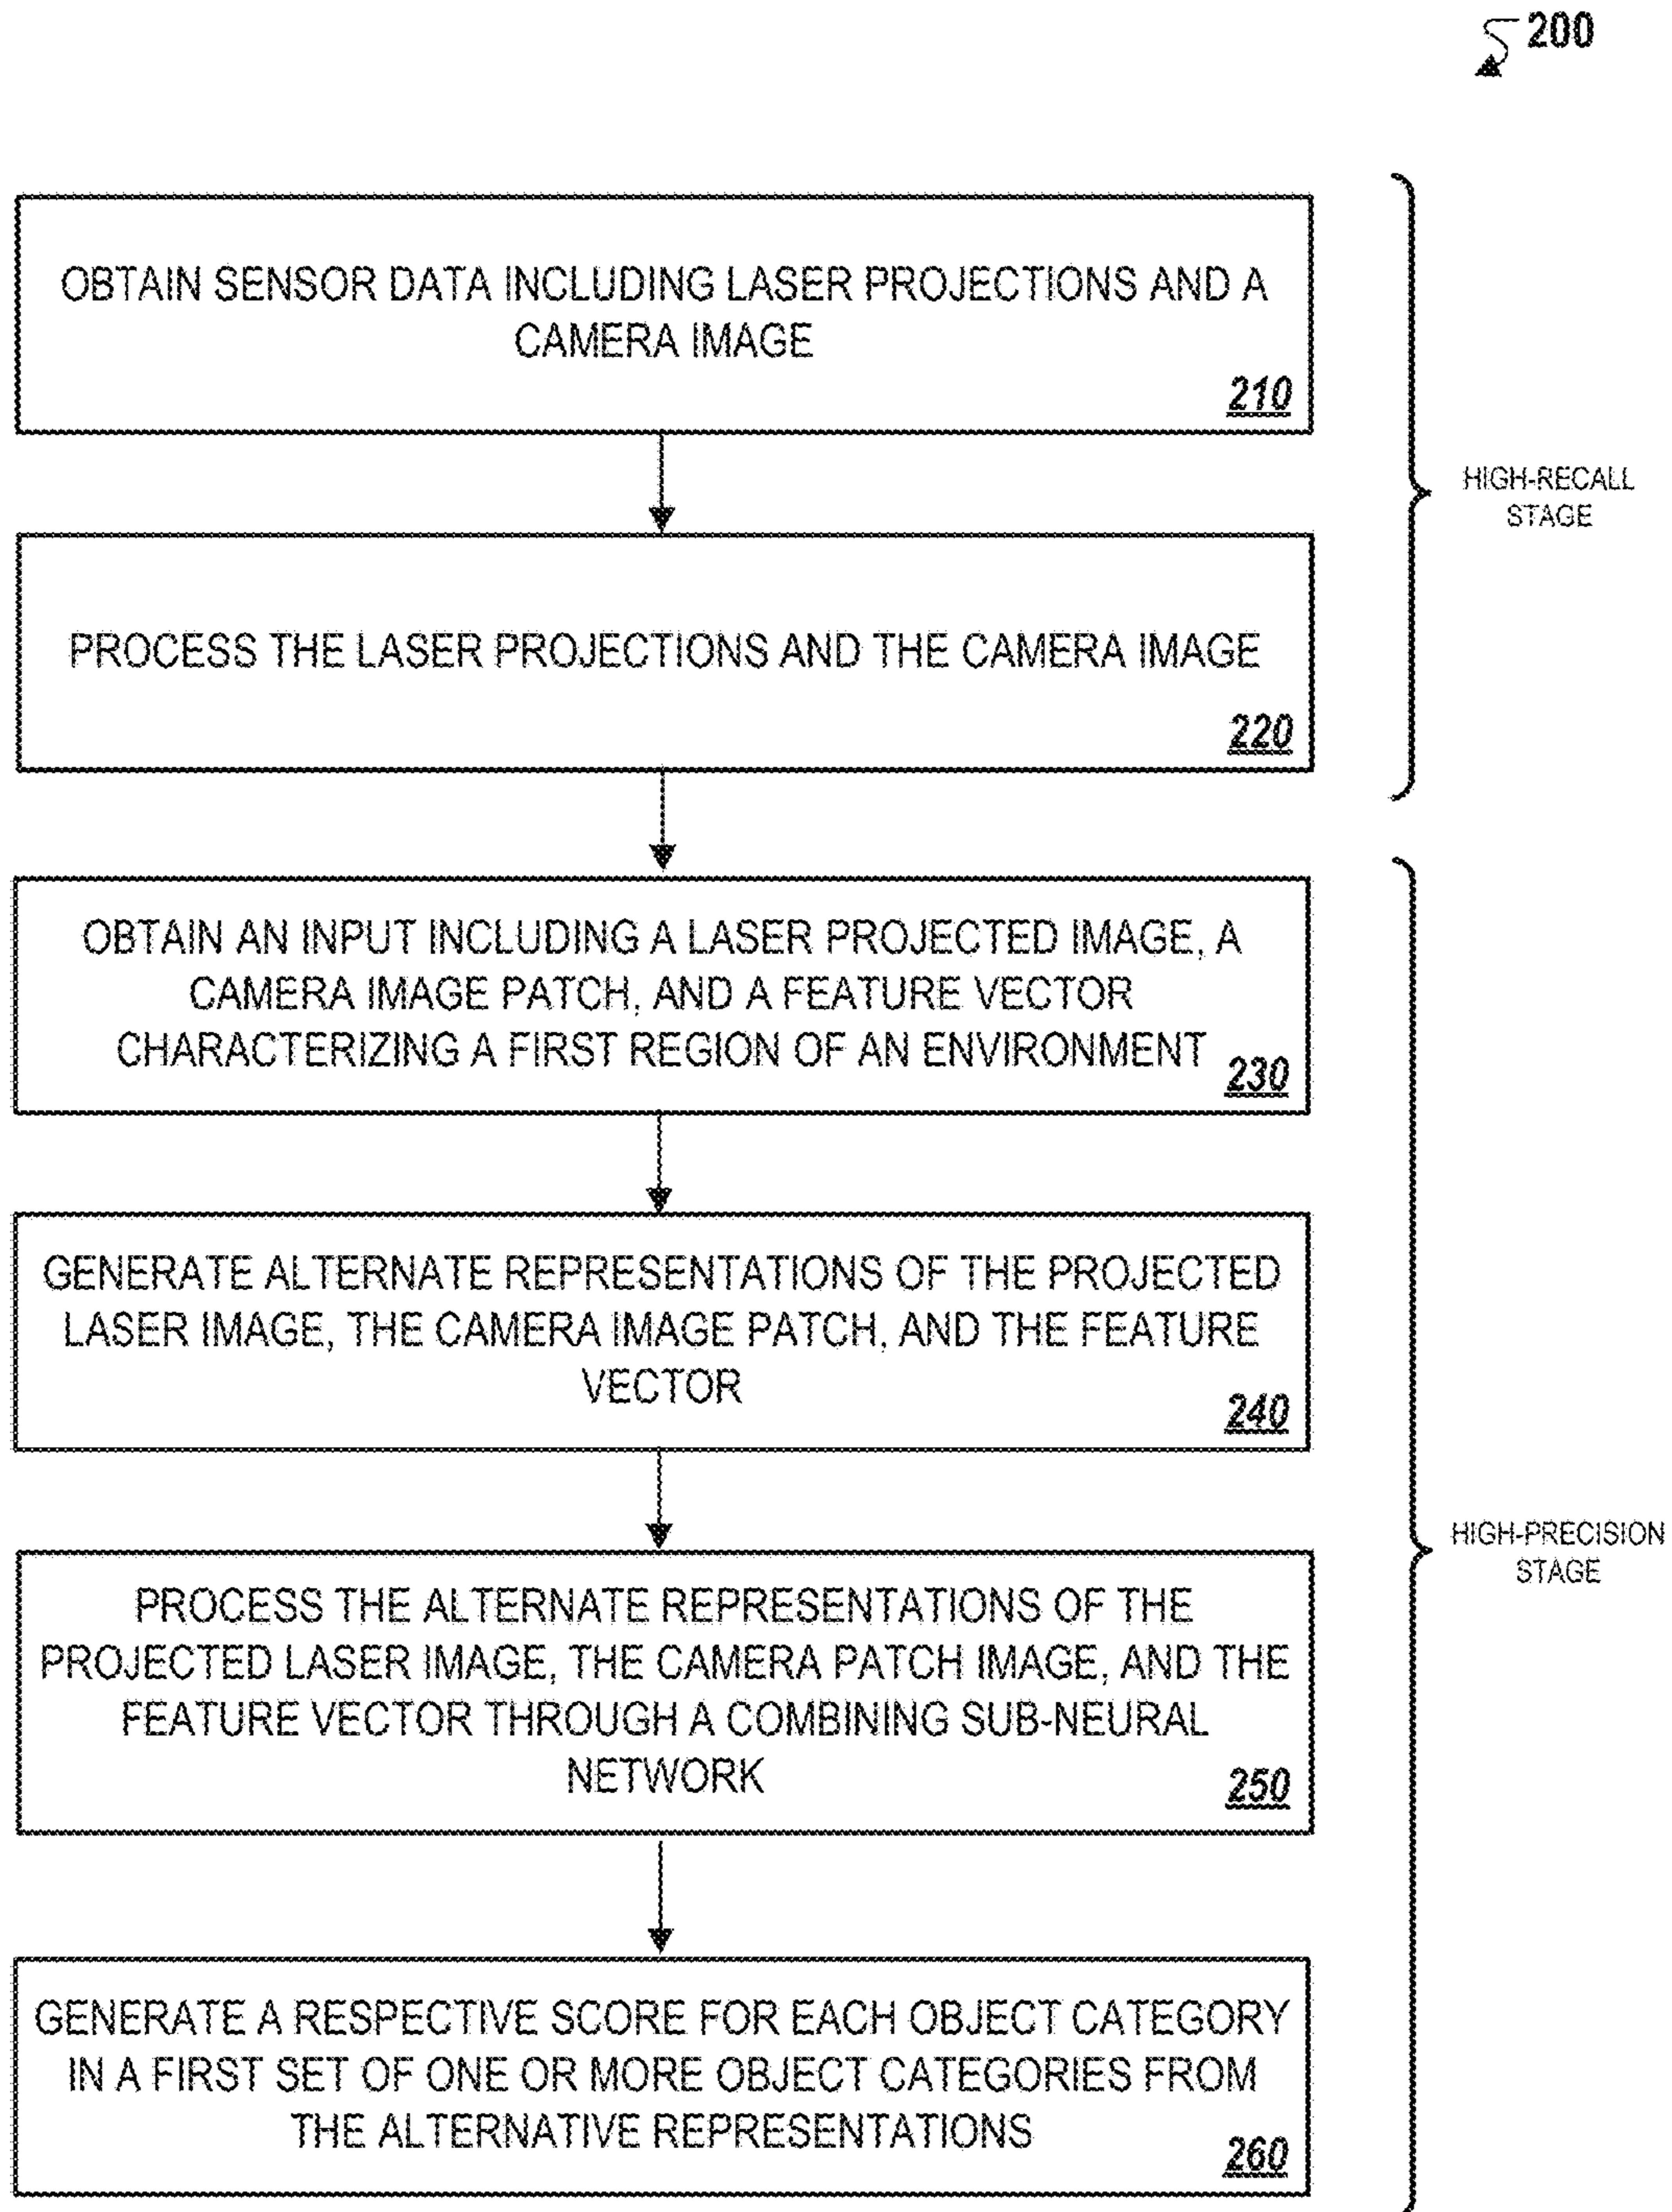 200
OBTAIN SENSOR DATA INCLUDING LASER PROJECTIONS AND A
CAMERA IMAGE
210
HIGH-RECALL
STAGE
PROCESS THE LASER PROJECTIONS AND THE CAMERA IMAGE
220
OBTAIN AN INPUT INCLUDING A LASER PROJECTED IMAGE, A
CAMERA IMAGE PATCH, AND A FEATURE VECTOR
CHARACTERIZING A FIRST REGION OF AN ENVIRONMENT
230
GENERATE ALTERNATE REPRESENTATIONS OF THE PROJECTED
LASER IMAGE, THE CAMERA IMAGE PATCH, AND THE FEATURE
VECTOR
240
HIGH-PRECISION
STAGE
PROCESS THE ALTERNATE REPRESENTATIONS OF THE
PROJECTED LASER IMAGE, THE CAMERA PATCH IMAGE, AND THE
FEATURE VECTOR THROUGH A COMBINING SUB-NEURAL
NETWORK
250
GENERATE A RESPECTIVE SCORE FOR EACH OBJECT CATEGORY
IN A FIRST SET OF ONE OR MORE OBJECT CATEGORIES FROM
THE ALTERNATIVE REPRESENTATIONS
260